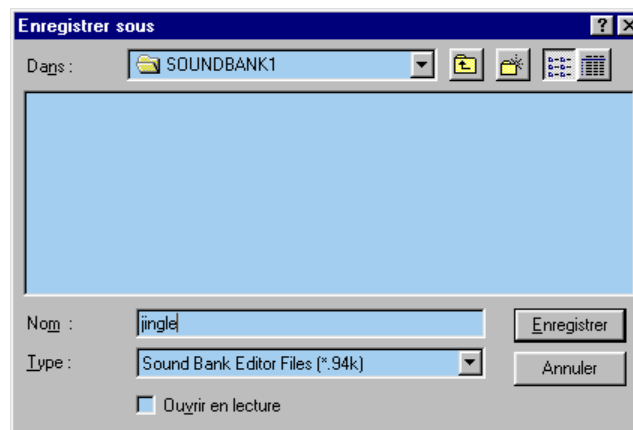 Enregistrer sous
Dans : SOUNDBANK1
Nom : jingle Enregistrer
Type : Sound Bank Editor Files (*.94k) Annuler
Ouvrir en lecture